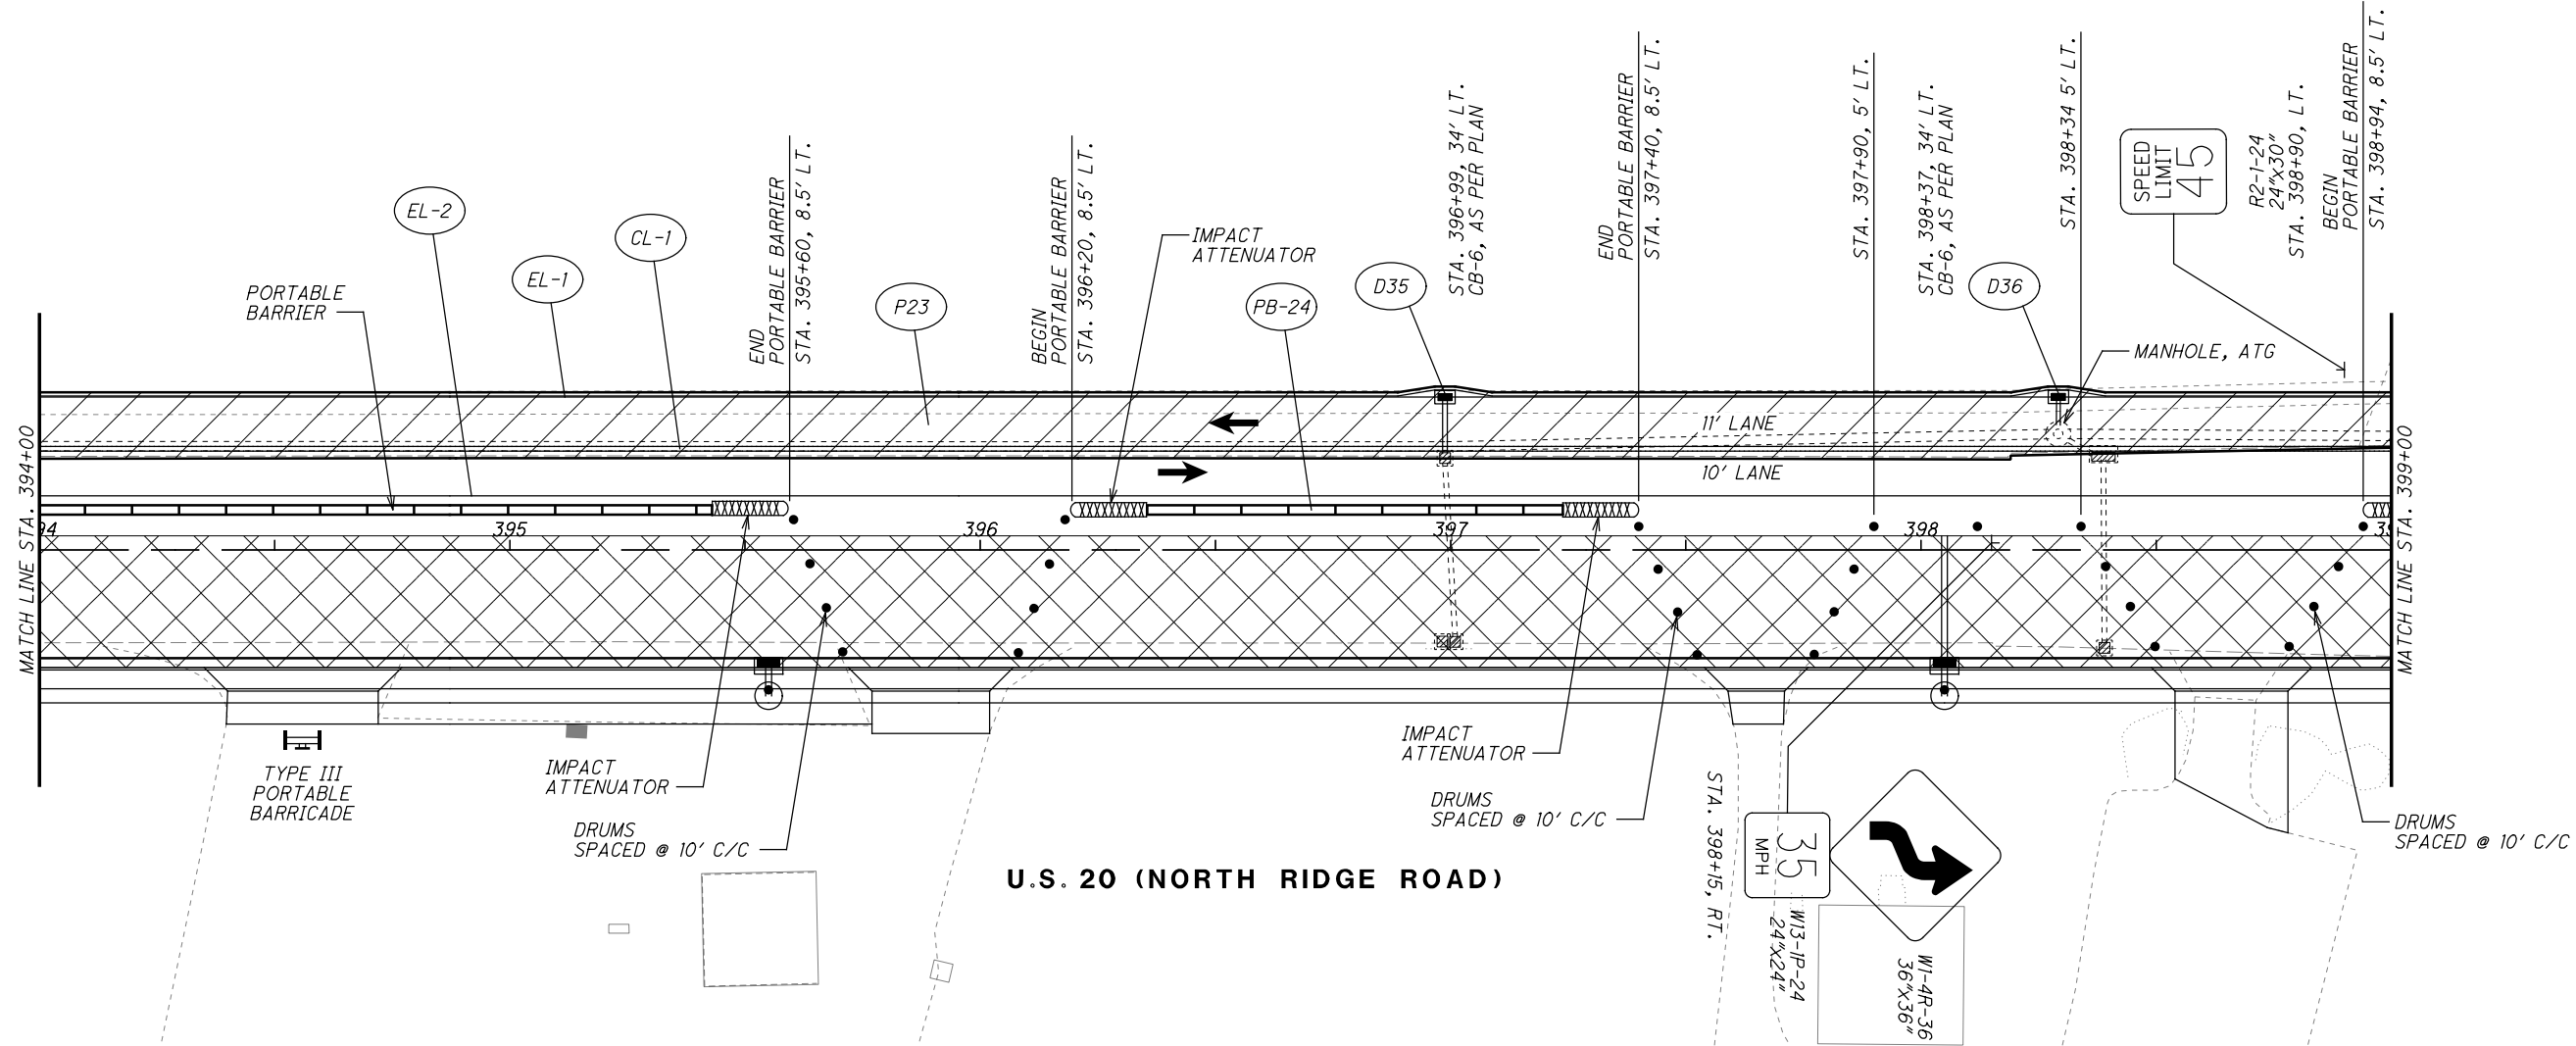 MATCH LINE STA. 394+00
PORTABLE
BARRIER
EL-2
EL-1
CL-1
END
PORTABLE BARRIER
STA. 395+60, 8.5' LT.
P23
BEGIN
PORTABLE BARRIER
STA. 396+20, 8.5' LT.
IMPACT
ATTENUATOR
PB-24
D35
STA. 396+99, 34' LT.
CB-6, AS PER PLAN
END
PORTABLE BARRIER
STA. 397+40, 8.5' LT.
STA. 397+90, 5' LT.
STA. 398+37, 34' LT.
CB-6, AS PER PLAN
D36
STA. 398+34 5' LT.
SPEED
LIMIT
45
R2-1-24
24"x30"
STA. 398+90, LT.
BEGIN
PORTABLE BARRIER
STA. 398+94, 8.5' LT.
MANHOLE, ATG
11' LANE
10' LANE
395
396
397
398
MATCH LINE STA. 399+00
TYPE III
PORTABLE
BARRICADE
IMPACT
ATTENUATOR
DRUMS
SPACED @ 10' C/C
IMPACT
ATTENUATOR
DRUMS
SPACED @ 10' C/C
U.S. 20 (NORTH RIDGE ROAD)
STA. 398+15, RT.
35
MPH
W13-1P-24
24"x24"
W1-4R-36
36"x36"
DRUMS
SPACED @ 10' C/C